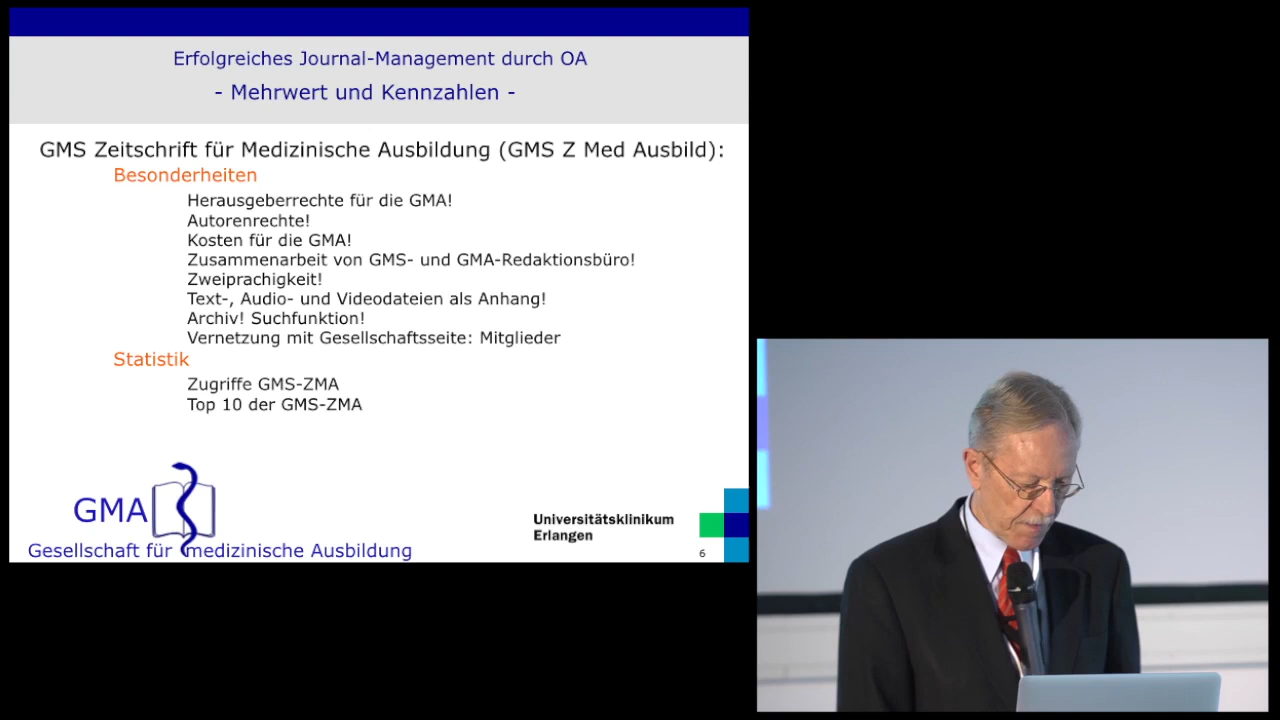 Erfolgreiches Journal-Management durch OA
- Mehrwert und Kennzahlen -
GMS Zeitschrift für Medizinische Ausbildung (GMS Z Med Ausbild):
Besonderheiten
Herausgeberrechte für die GMA!
Autorenrechte!
Kosten für die GMA!
Zusammenarbeit von GMS- und GMA-Redaktionsbüro!
Zweiprachigkeit!
Text-, Audio- und Videodateien als Anhang!
Archiv! Suchfunktion!
Vernetzung mit Gesellschaftsseite: Mitglieder
Statistik
Zugriffe GMS-ZMA
Top 10 der GMS-ZMA
GMA
Gesellschaft für medizinische Ausbildung
Universitätsklinikum
Erlangen
6